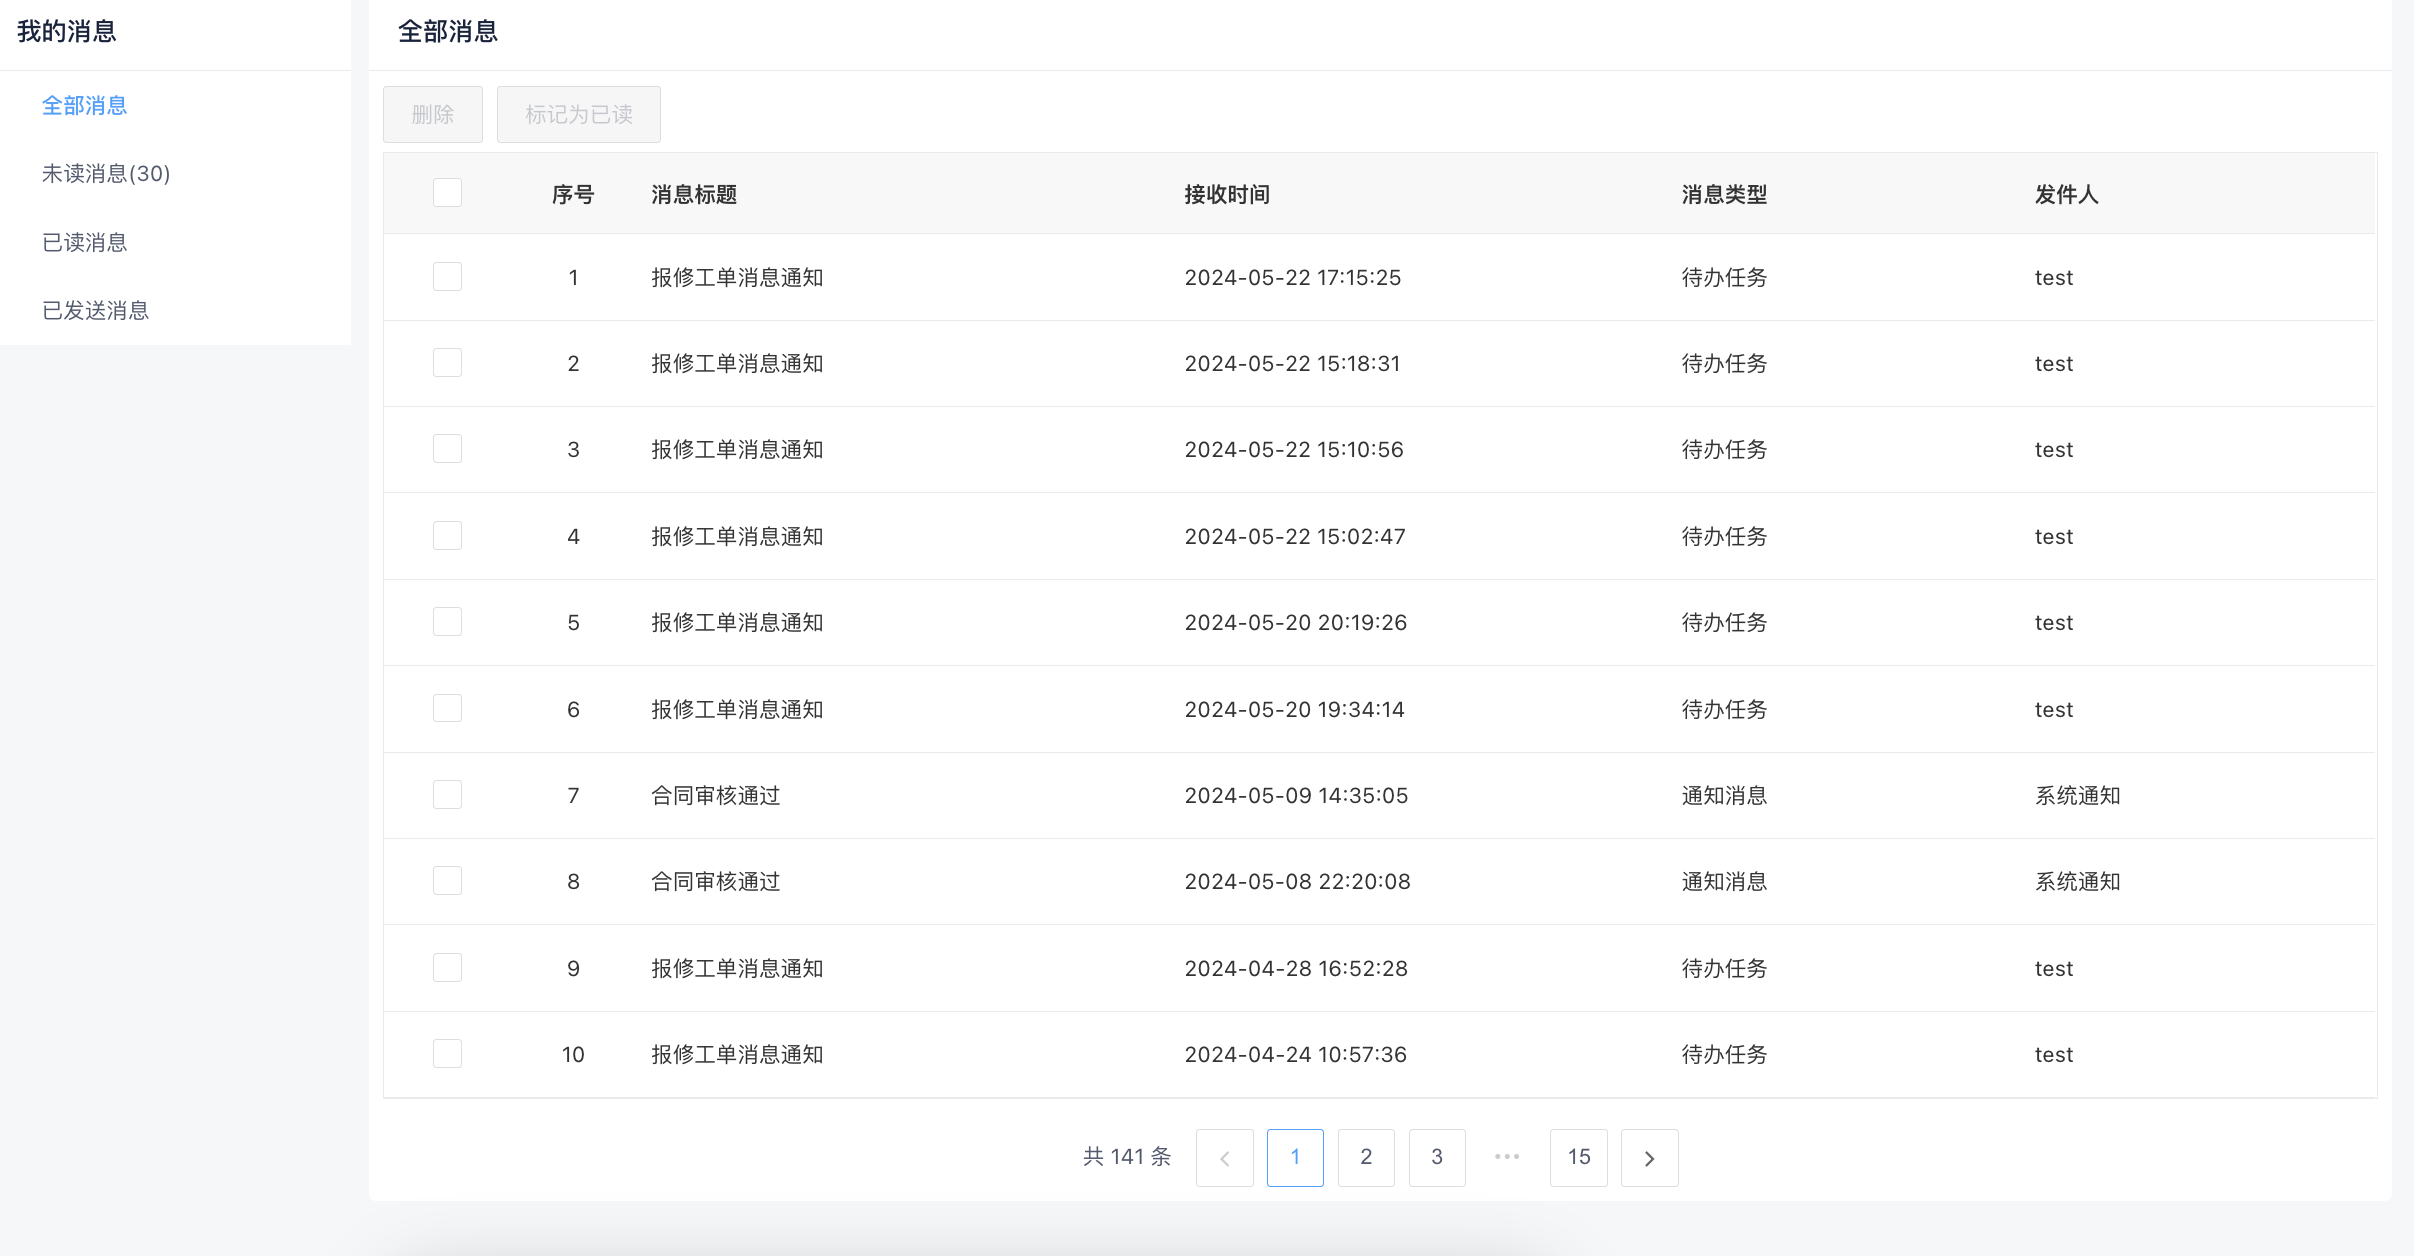 我的消息
全部消息
未读消息(30)
已读消息
已发送消息
全部消息
删除 标记为已读
序号 消息标题 接收时间 消息类型 发件人
1 报修工单消息通知 2024-05-22 17:15:25 待办任务 test
2 报修工单消息通知 2024-05-22 15:18:31 待办任务 test
3 报修工单消息通知 2024-05-22 15:10:56 待办任务 test
4 报修工单消息通知 2024-05-22 15:02:47 待办任务 test
5 报修工单消息通知 2024-05-20 20:19:26 待办任务 test
6 报修工单消息通知 2024-05-20 19:34:14 待办任务 test
7 合同审核通过 2024-05-09 14:35:05 通知消息 系统通知
8 合同审核通过 2024-05-08 22:20:08 通知消息 系统通知
9 报修工单消息通知 2024-04-28 16:52:28 待办任务 test
10 报修工单消息通知 2024-04-24 10:57:36 待办任务 test
共 141 条 1 2 3 ••• 15